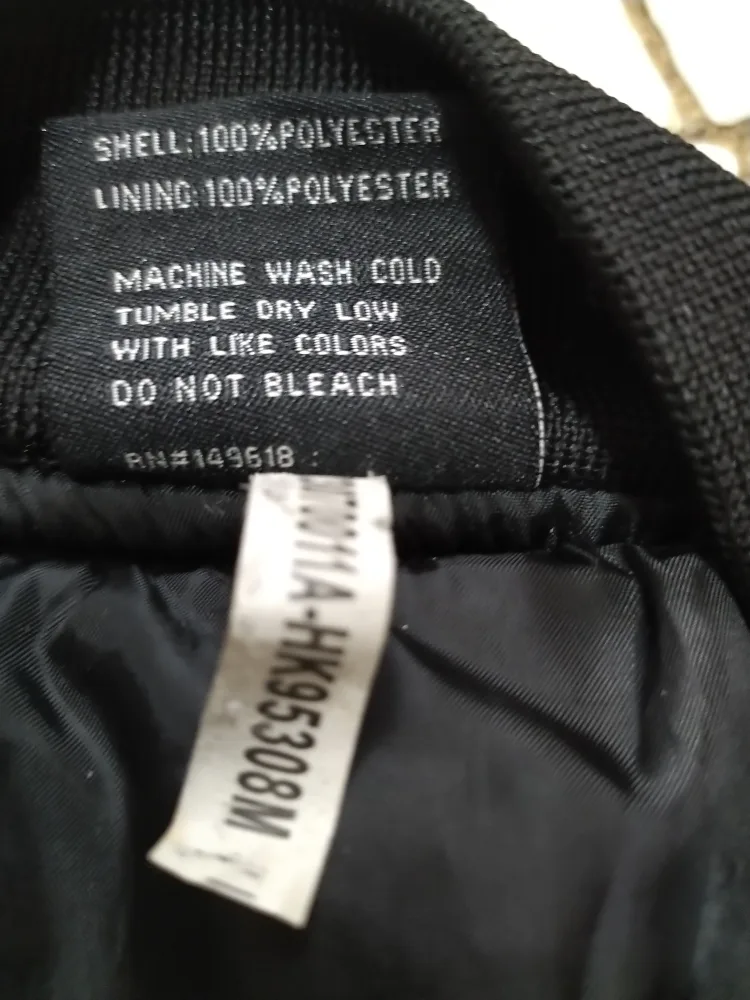 SHELL:100%POLYESTER
LINING:100%POLYESTER
MACHINE WASH COLD
TUMBLE DRY LOW
WITH LIKE COLORS
DO NOT BLEACH
RN#149618
11A-HK95308M